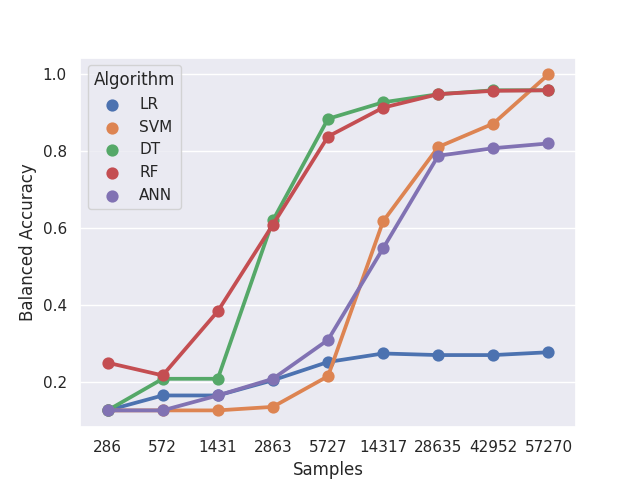 Algorithm
LR
SVM
DT
RF
ANN
Balanced Accuracy
1.0
0.8
0.6
0.4
0.2
286 572 1431 2863 5727 14317 28635 42952 57270
Samples